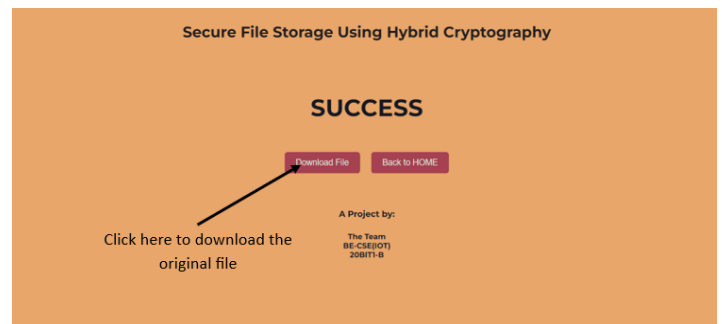 Secure File Storage Using Hybrid Cryptography
SUCCESS
Download File
Back to HOME
A Project by:
The Team
BE-CSE(IOT)
20BIT1-B
Click here to download the
original file